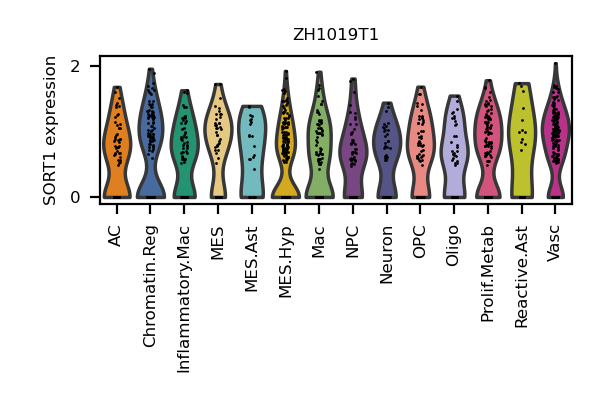 ZH1019T1
SORT1 expression
2
0
AC
Chromatin.Reg
Inflammatory.Mac
MES
MES.Ast
MES.Hyp
Mac
NPC
Neuron
OPC
Oligo
Prolif.Metab
Reactive.Ast
Vasc